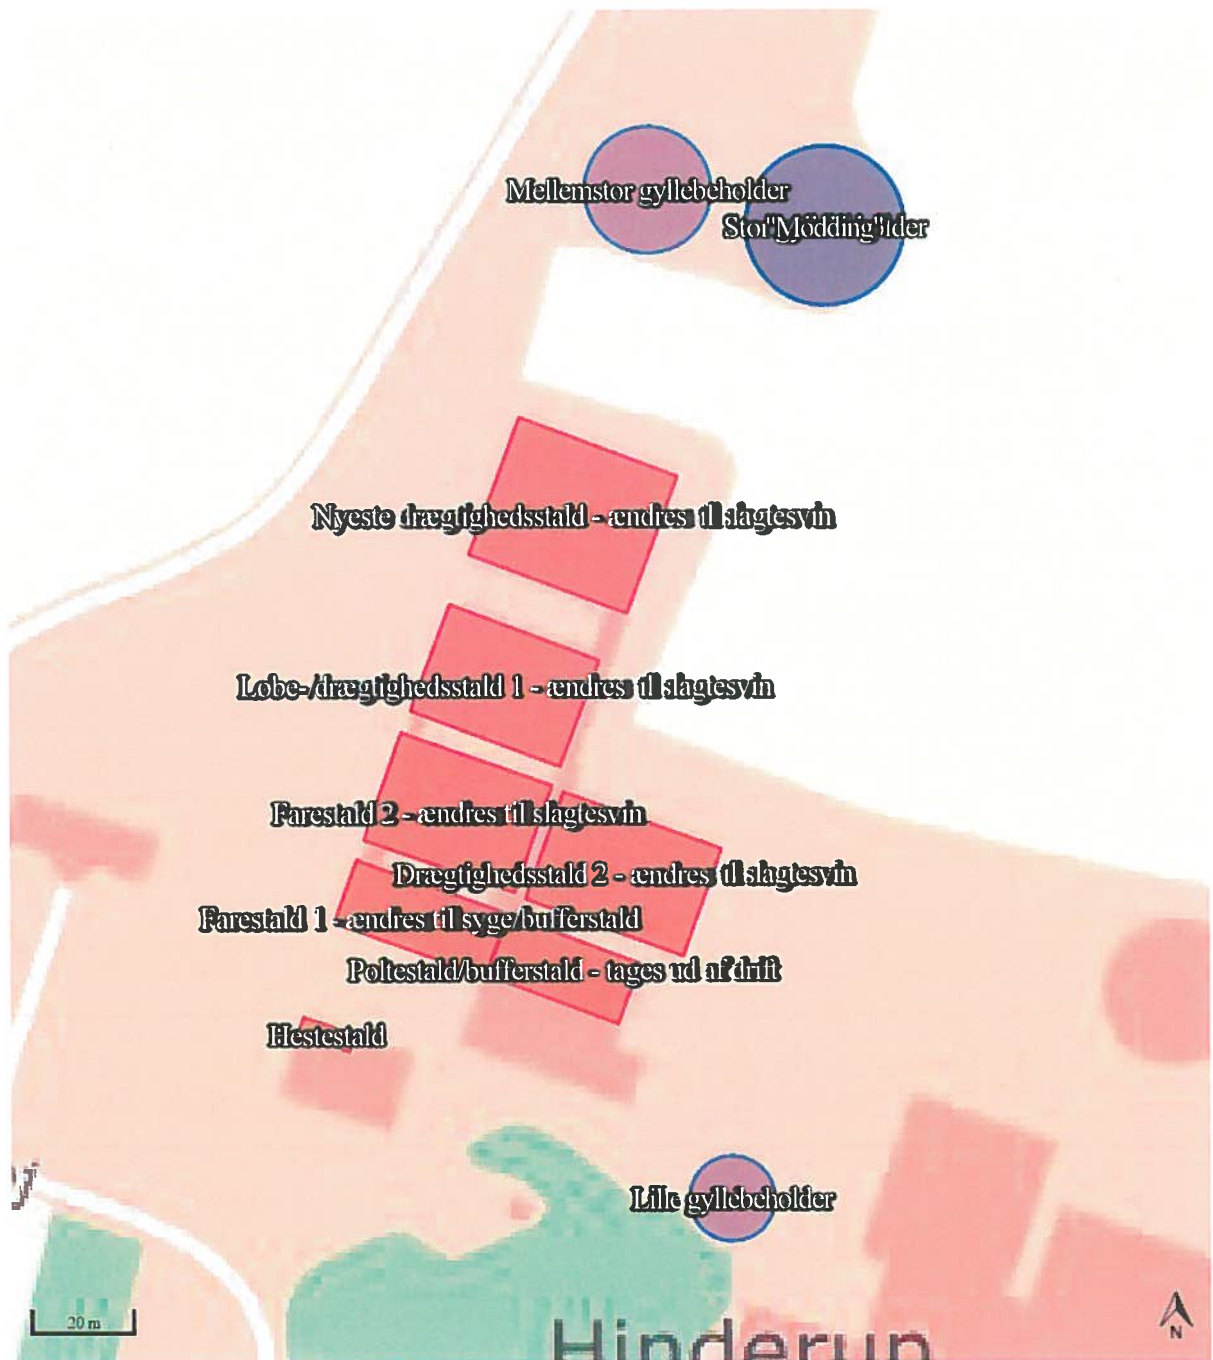 Mellemstor gyllebeholder
Nyeste drægtighedsstald - ændres til slagtesvin
Løbe-/drægtighedsstald 1 - ændres til slagtesvin
Farestald 2 - ændres til slagtesvin
Drægtighedsstald 2 - ændres til slagtesvin
Farestald 1 - ændres til syge/bufferstald
Poltestald/bufferstald - tages ud af drift
Hestestald
Lille gyllebeholder
20 m
N
Hinderup